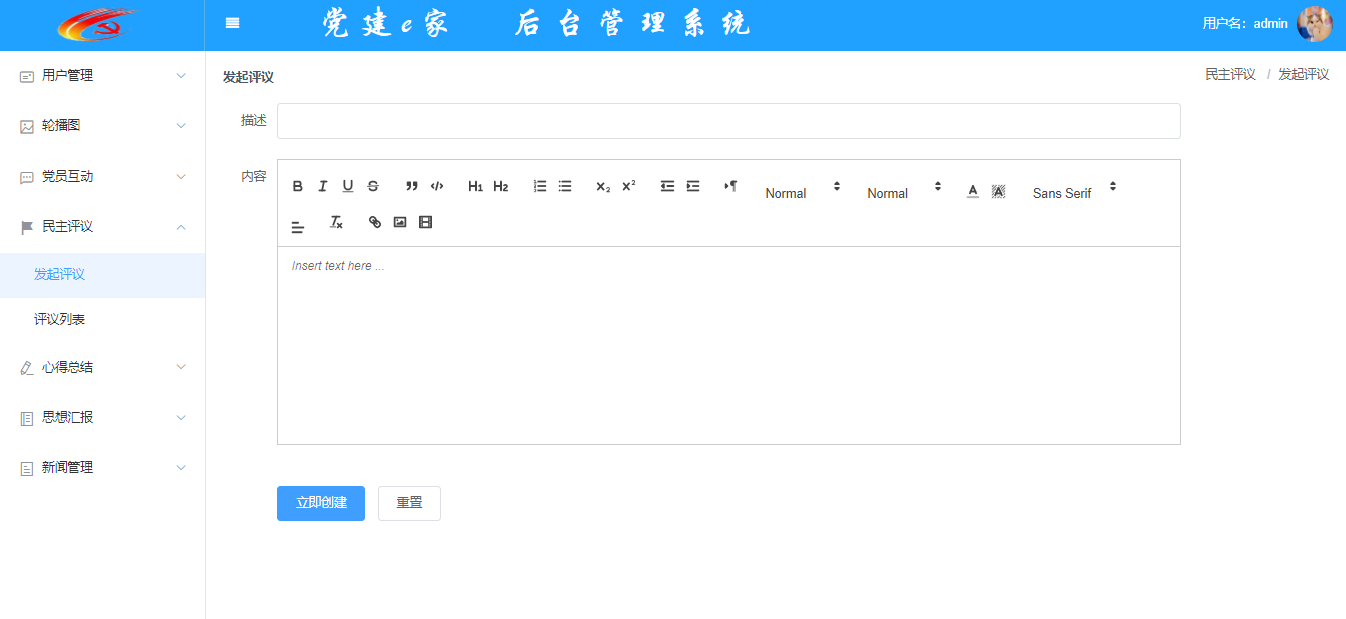 党建e家 后台管理系统
用户名：admin
用户管理
轮播图
党员互动
民主评议
发起评议
评议列表
心得总结
思想汇报
新闻管理
发起评议
民主评议 / 发起评议
描述
内容
B I U S ” </> H1 H2 X2 X2 ¶ Normal Normal A A Sans Serif
Tx
Insert text here ...
立即创建 重置